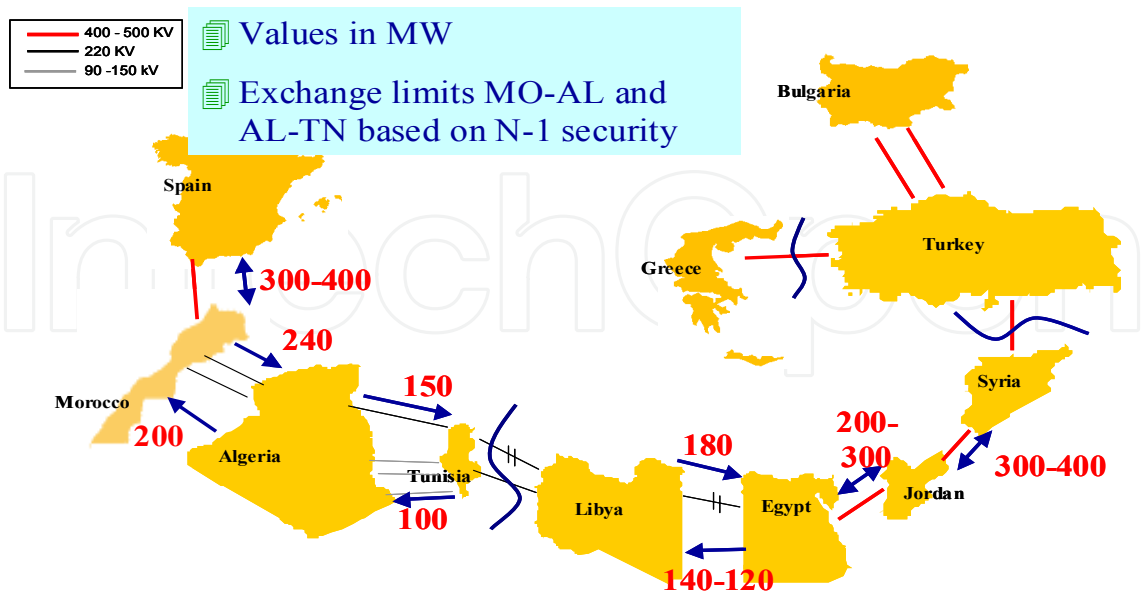 400 - 500 KV
220 KV
90 -150 kV
Values in MW
Exchange limits MO-AL and
AL-TN based on N-1 security
Bulgaria
Spain
Turkey
Greece
300-400
240
Syria
150
Morocco
200
200-
300
180
300-400
Algeria
Tunisia
Jordan
Egypt
Libya
100
140-120
IntechOpen